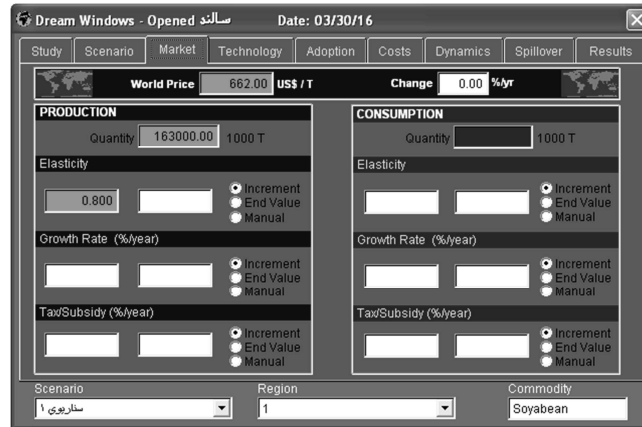 Dream Windows - Opened سالند Date: 03/30/16
Study Scenario Market Technology Adoption Costs Dynamics Spillover Results
World Price 662.00 US$ / T Change 0.00 %/yr
PRODUCTION
Quantity 163000.00 1000 T
Elasticity
0.800
Increment
End Value
Manual
Growth Rate (%/year)
Increment
End Value
Manual
Tax/Subsidy (%/year)
Increment
End Value
Manual
CONSUMPTION
Quantity 1000 T
Elasticity
Increment
End Value
Manual
Growth Rate (%/year)
Increment
End Value
Manual
Tax/Subsidy (%/year)
Increment
End Value
Manual
Scenario Region Commodity
سناریوی ۱ 1 Soyabean